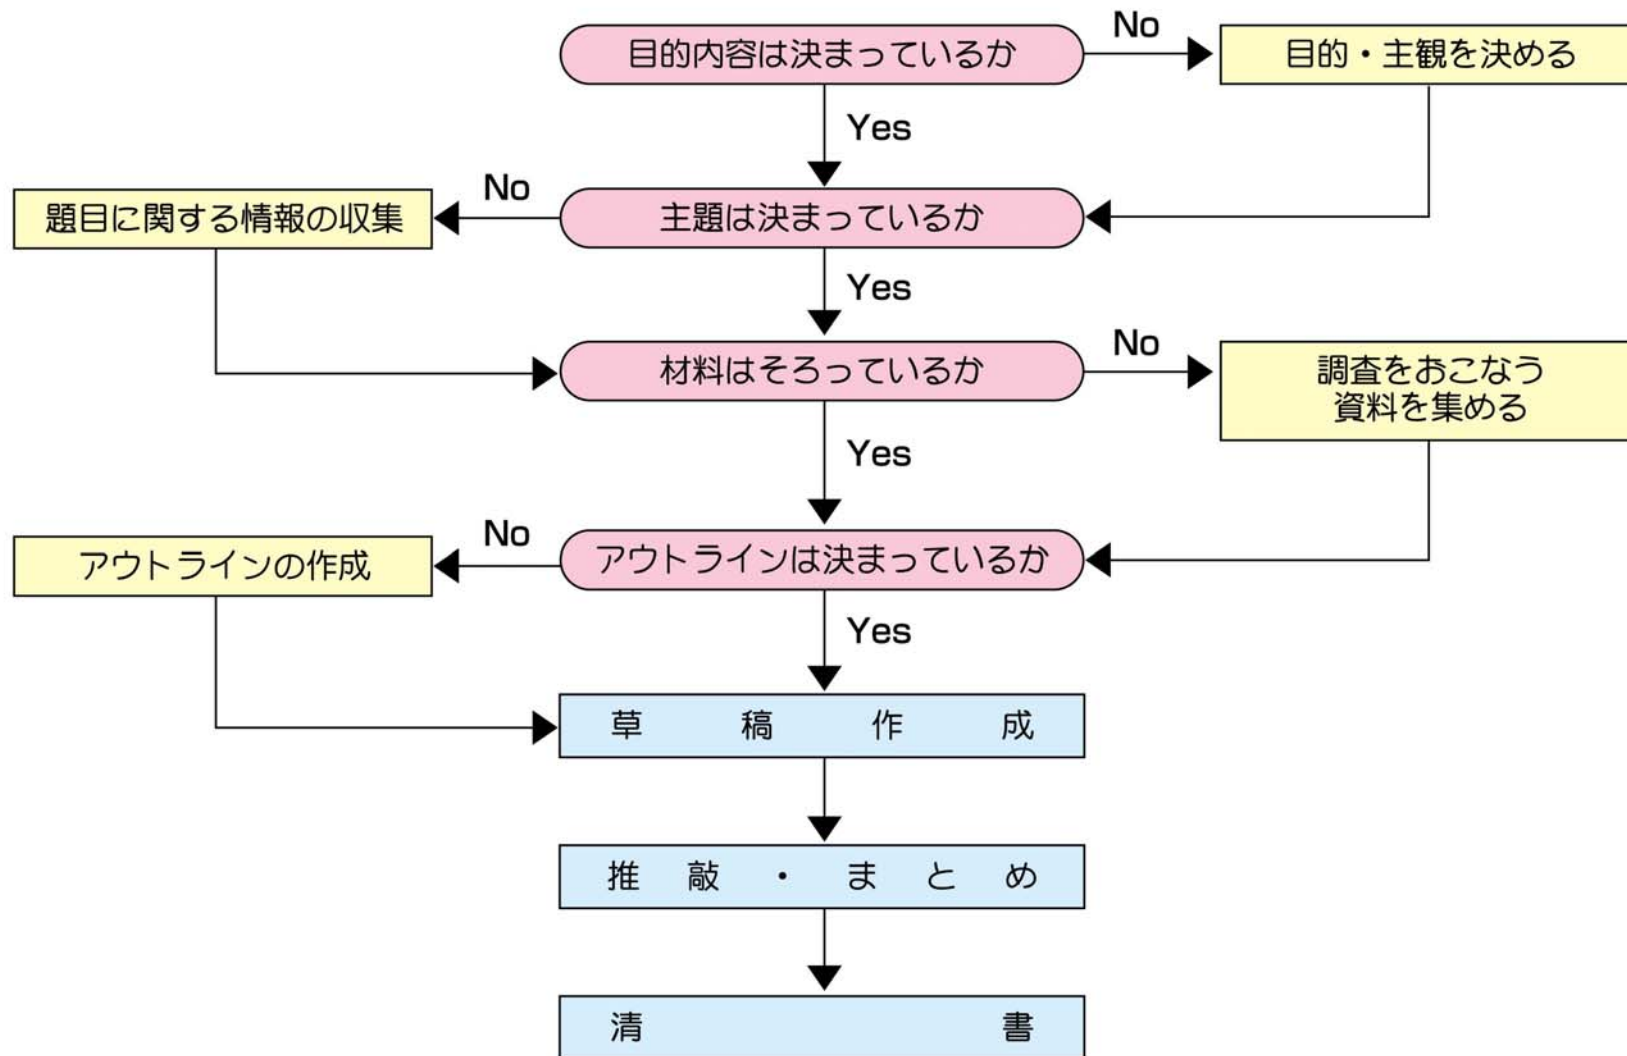 目的内容は決まっているか
No
目的・主観を決める
Yes
題目に関する情報の収集
No
主題は決まっているか
Yes
材料はそろっているか
No
調査をおこなう
資料を集める
Yes
アウトラインの作成
No
アウトラインは決まっているか
Yes
草稿作成
推敲・まとめ
清書